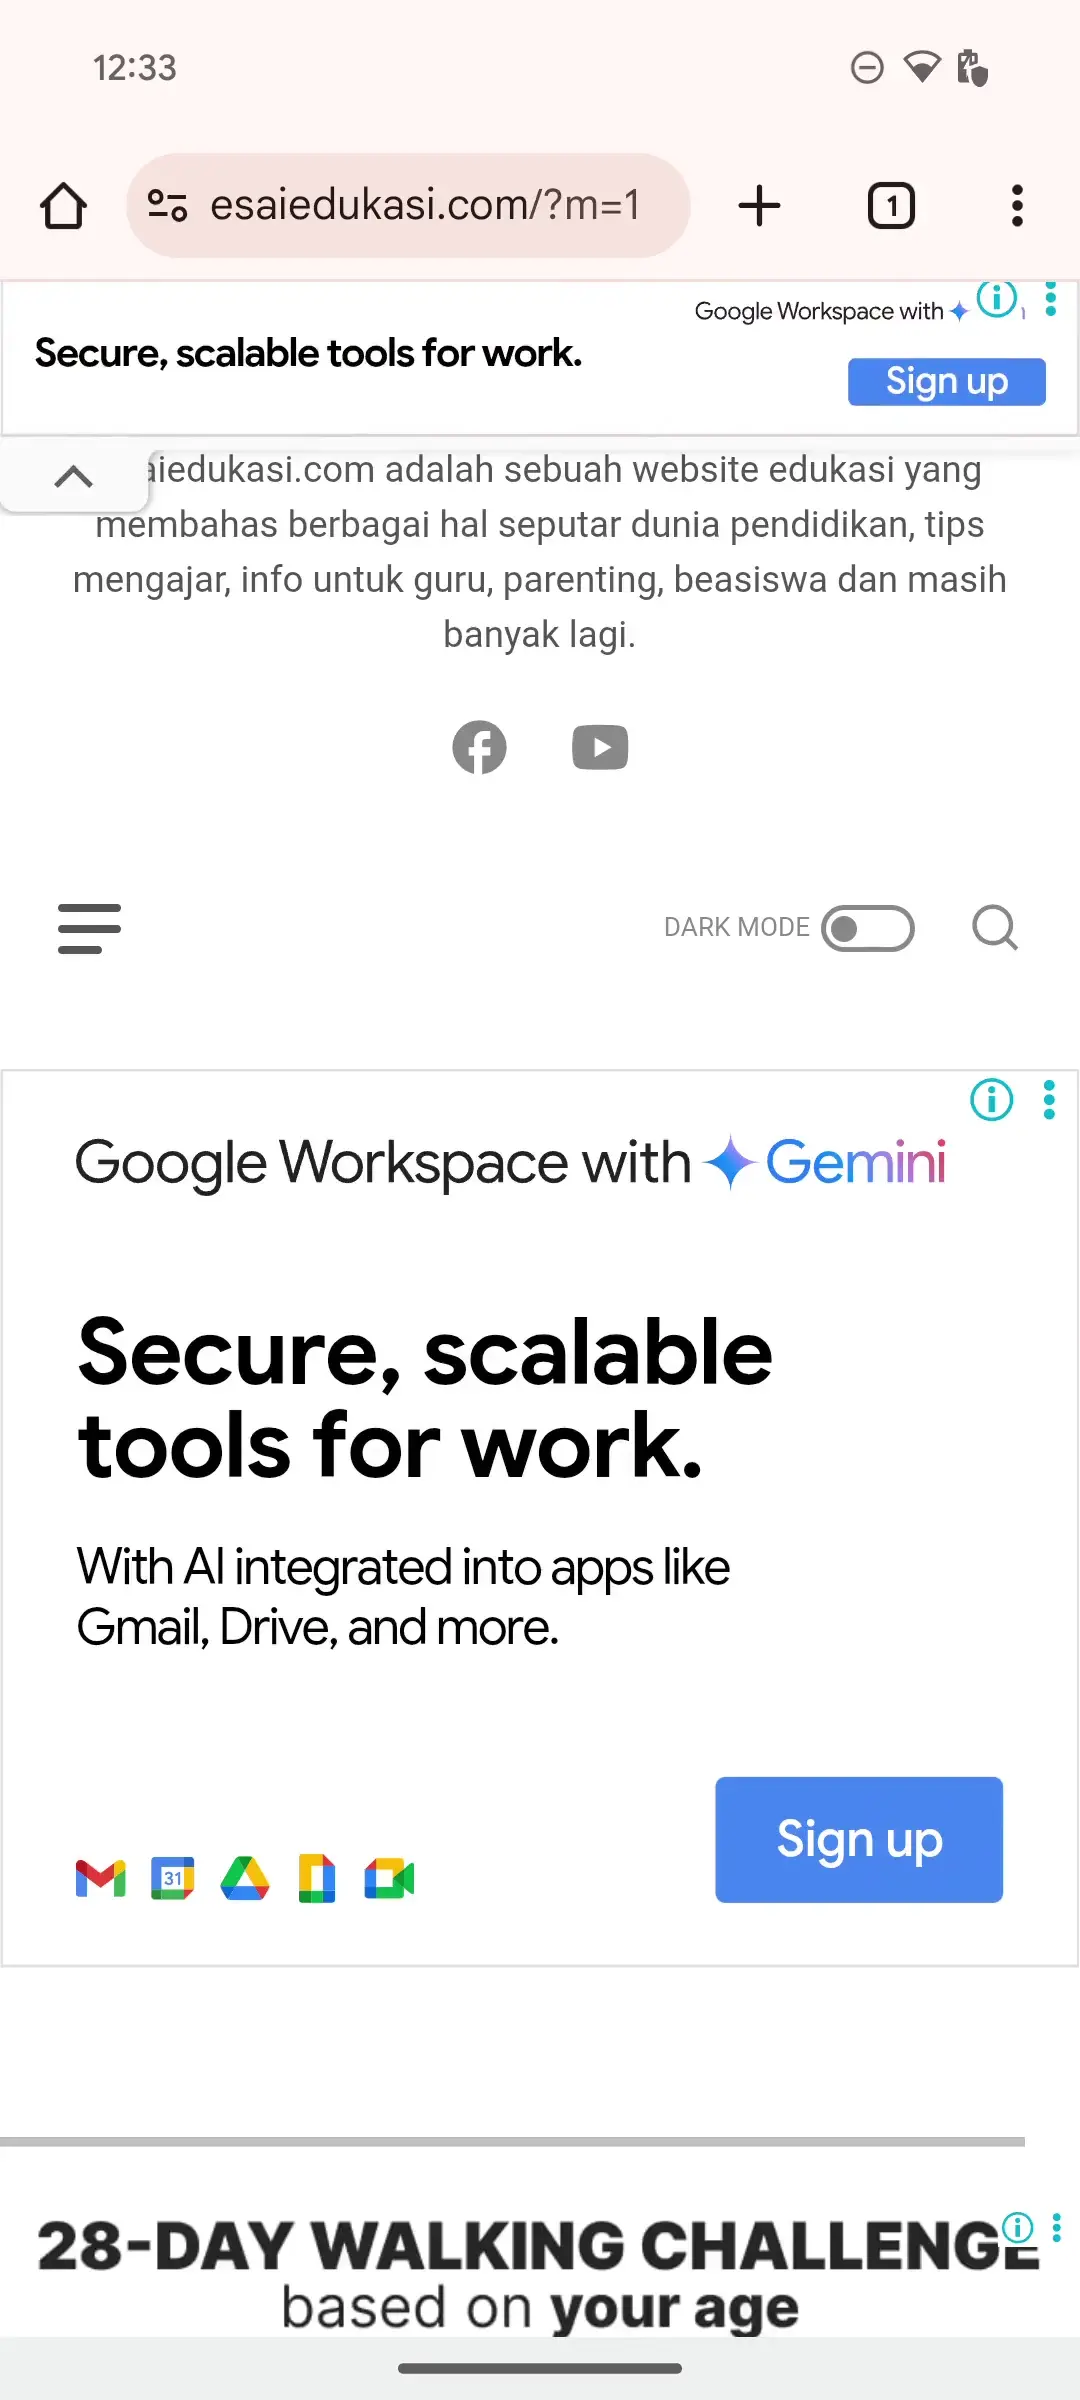 12:33
esaiedukasi.com/?m=1
1
Google Workspace with
Secure, scalable tools for work.
Sign up
aiedukasi.com adalah sebuah website edukasi yang
membahas berbagai hal seputar dunia pendidikan, tips
mengajar, info untuk guru, parenting, beasiswa dan masih
banyak lagi.
DARK MODE
Google Workspace with Gemini
Secure, scalable
tools for work.
With AI integrated into apps like
Gmail, Drive, and more.
31
Sign up
28-DAY WALKING CHALLENGE
based on your age